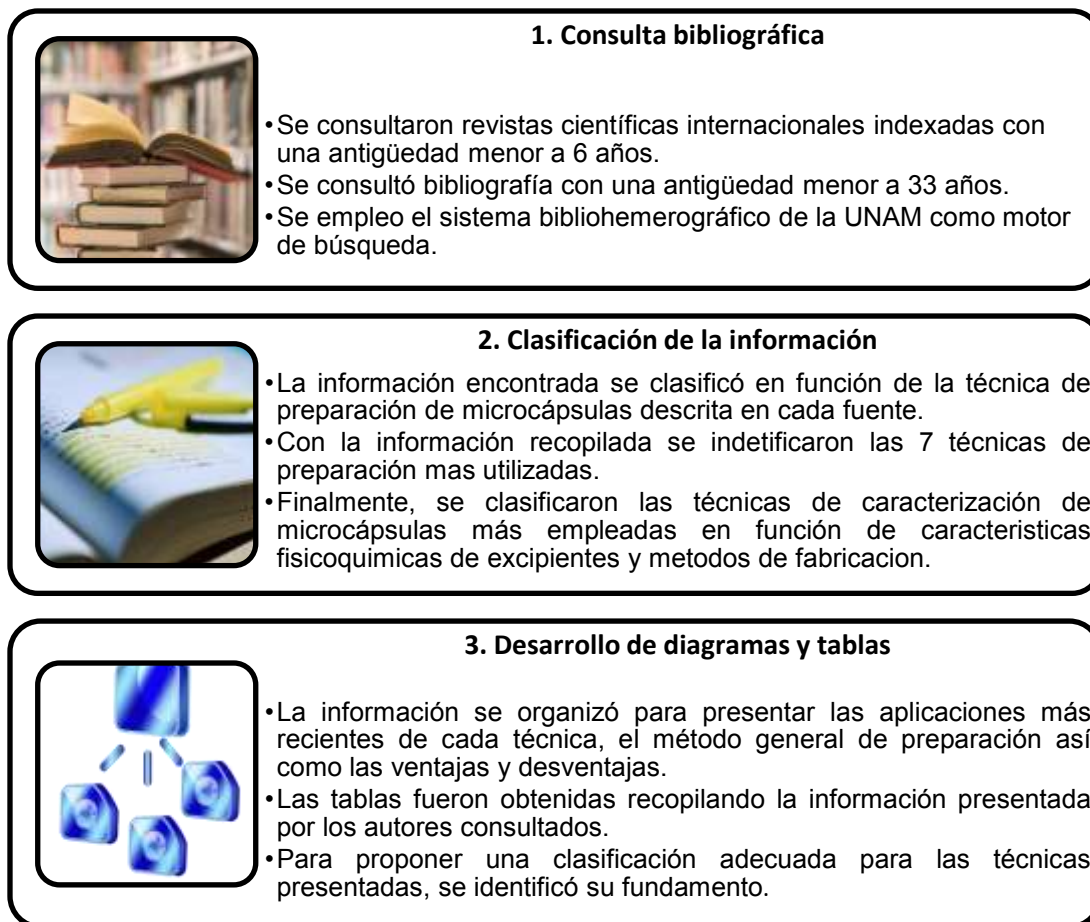 1. Consulta bibliográfica
•Se consultaron revistas científicas internacionales indexadas con
una antigüedad menor a 6 años.
•Se consultó bibliografía con una antigüedad menor a 33 años.
•Se empleo el sistema bibliohemerográfico de la UNAM como motor
de búsqueda.
2. Clasificación de la información
•La información encontrada se clasificó en función de la técnica de
preparación de microcápsulas descrita en cada fuente.
•Con la información recopilada se indetificaron las 7 técnicas de
preparación mas utilizadas.
•Finalmente, se clasificaron las técnicas de caracterización de
microcápsulas más empleadas en función de caracteristicas
fisicoquimicas de excipientes y metodos de fabricacion.
3. Desarrollo de diagramas y tablas
•La información se organizó para presentar las aplicaciones más
recientes de cada técnica, el método general de preparación así
como las ventajas y desventajas.
•Las tablas fueron obtenidas recopilando la información presentada
por los autores consultados.
•Para proponer una clasificación adecuada para las técnicas
presentadas, se identificó su fundamento.